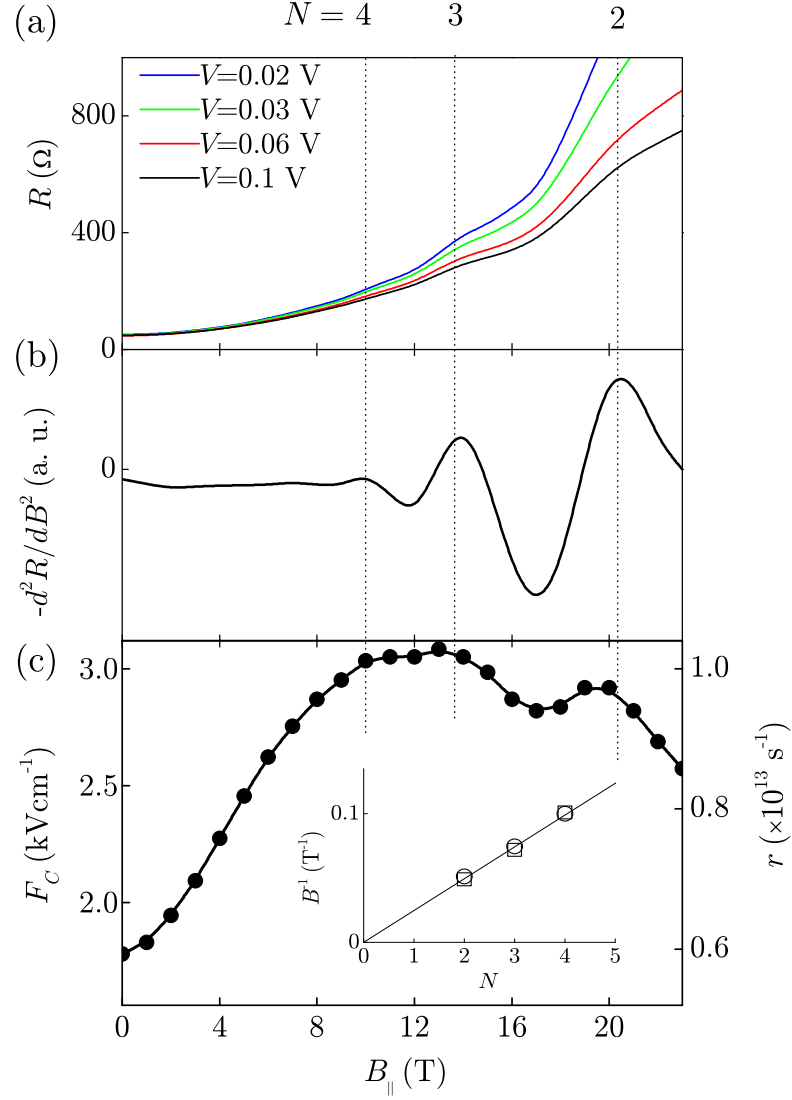 (a) N = 4 3 2
V=0.02 V
V=0.03 V
V=0.06 V
V=0.1 V
800
400
0
R (Ω)
(b)
0
-d²R/dB² (a. u.)
(c)
3.0
2.5
2.0
F_C (kVcm⁻¹)
1.0
0.8
0.6
r (×10¹³ s⁻¹)
0.1
0
B⁻¹ (T⁻¹)
0 1 2 3 4 5
N
0 4 8 12 16 20
B_∥ (T)